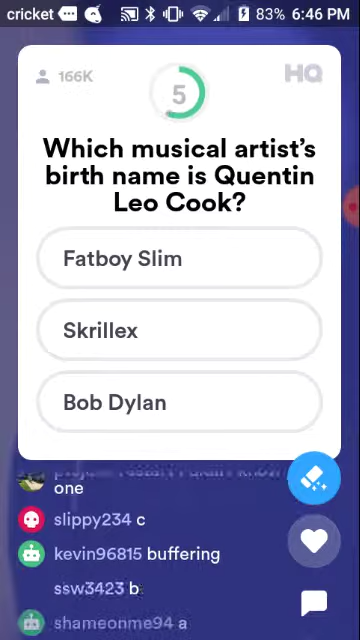 cricket 83% 6:46 PM
166K 5 HQ
Which musical artist's
birth name is Quentin
Leo Cook?
Fatboy Slim
Skrillex
Bob Dylan
one
slippy234 c
kevin96815 buffering
ssw3423 b
shameonme94 a